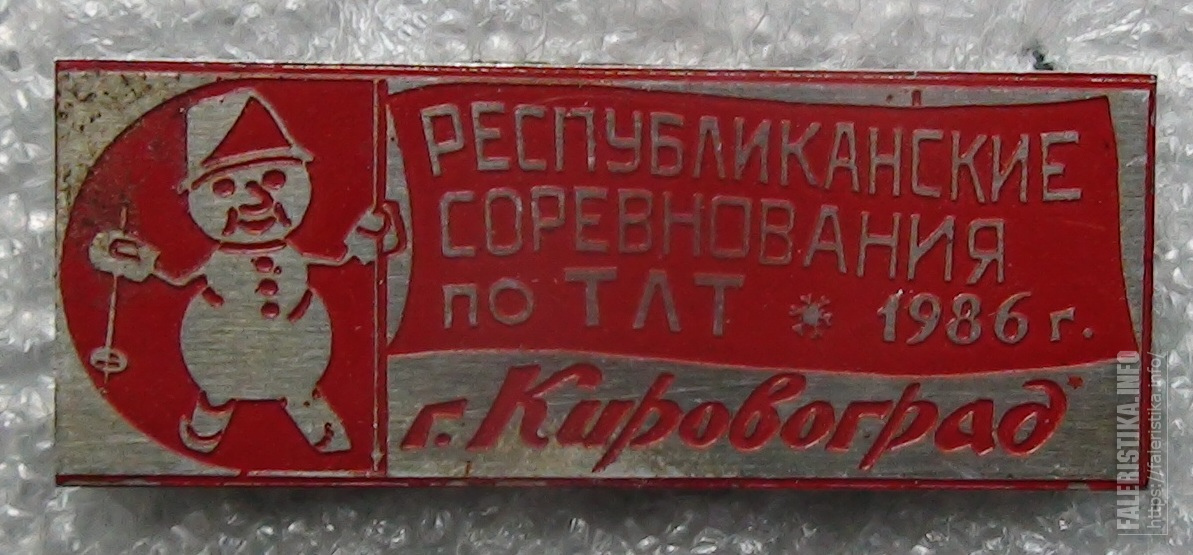 РЕСПУБЛИКАНСКИЕ
СОРЕВНОВАНИЯ
ПО ТЛТ 1986 г.
г. Кировоград
FALERISTIKA.INFO
https://faleristika.info/